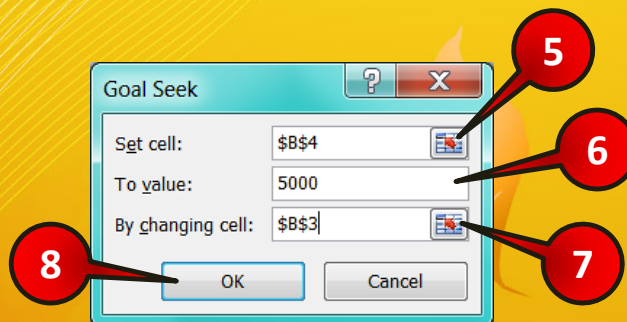 5
Goal Seek
Set cell: $B$4
6
To value: 5000
By changing cell: $B$3
8
OK
Cancel
7